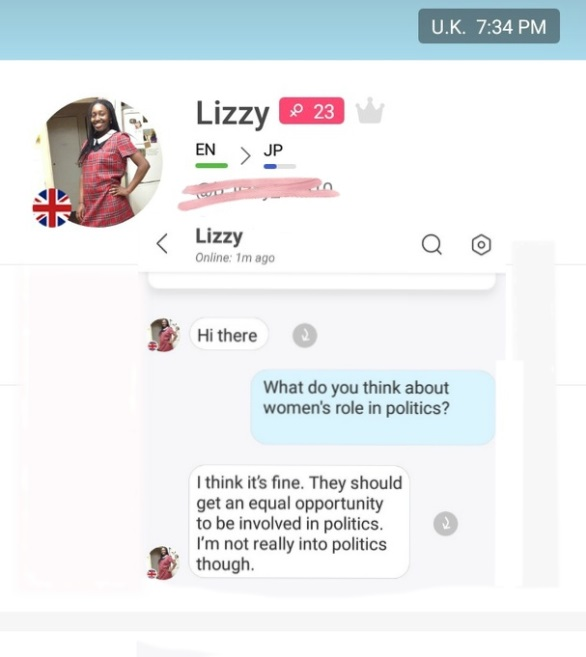 U.K. 7:34 PM
Lizzy 23
EN > JP
Lizzy
Online: 1m ago
Hi there
What do you think about
women's role in politics?
I think it's fine. They should
get an equal opportunity
to be involved in politics.
I'm not really into politics
though.